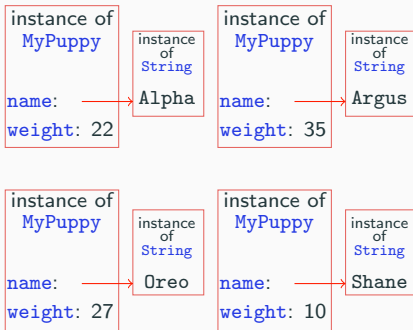 instance of
MyPuppy
name:
weight: 22
instance
of
String
Alpha
instance of
MyPuppy
name:
weight: 35
instance
of
String
Argus
instance of
MyPuppy
name:
weight: 27
instance
of
String
Oreo
instance of
MyPuppy
name:
weight: 10
instance
of
String
Shane